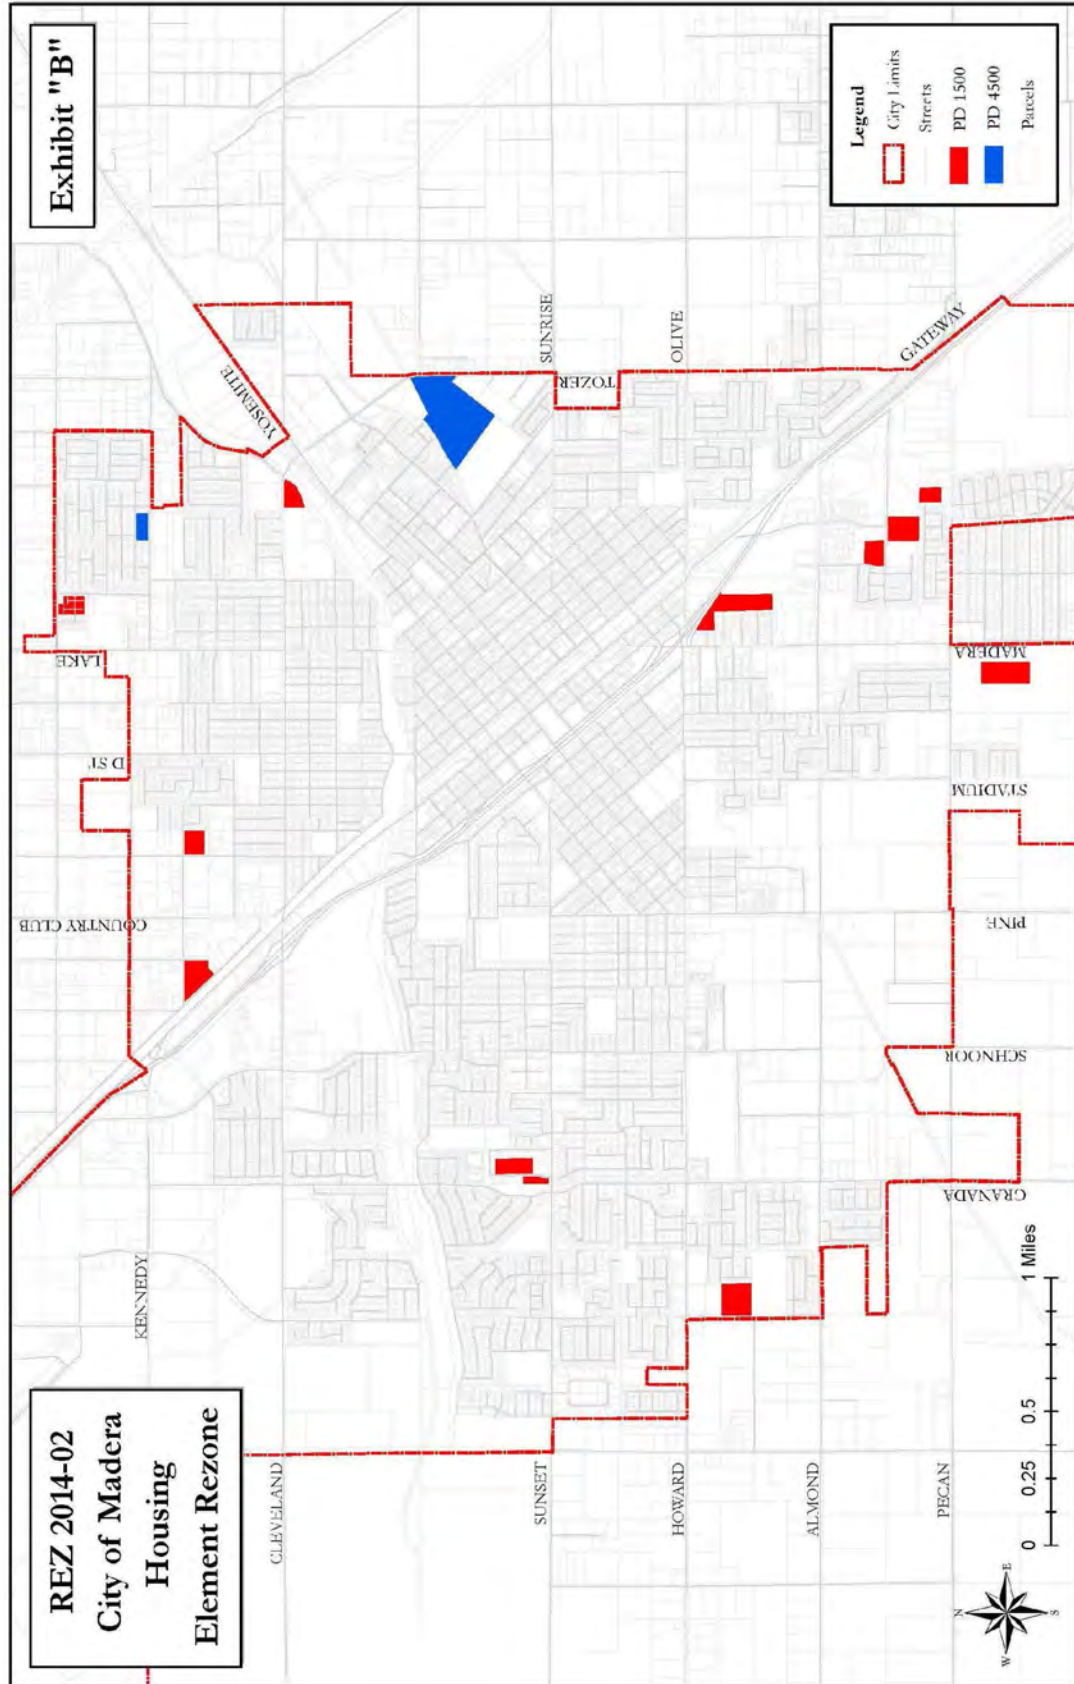 REZ 2014-02
City of Madera
Housing
Element Rezone
Exhibit "B"
KENNEDY
COUNTRY CLUB
D ST
LAKE
YOSEMITE
CLEVELAND
SUNSET
SUNRISE
TOZER
HOWARD
OLIVE
ALMOND
GATEWAY
PECAN
GRANADA
SCHNOOR
PINE
STADIUM
MADERA
N
W
E
S
0 0.25 0.5 1 Miles
Legend
City Limits
Streets
PD 1500
PD 4500
Parcels